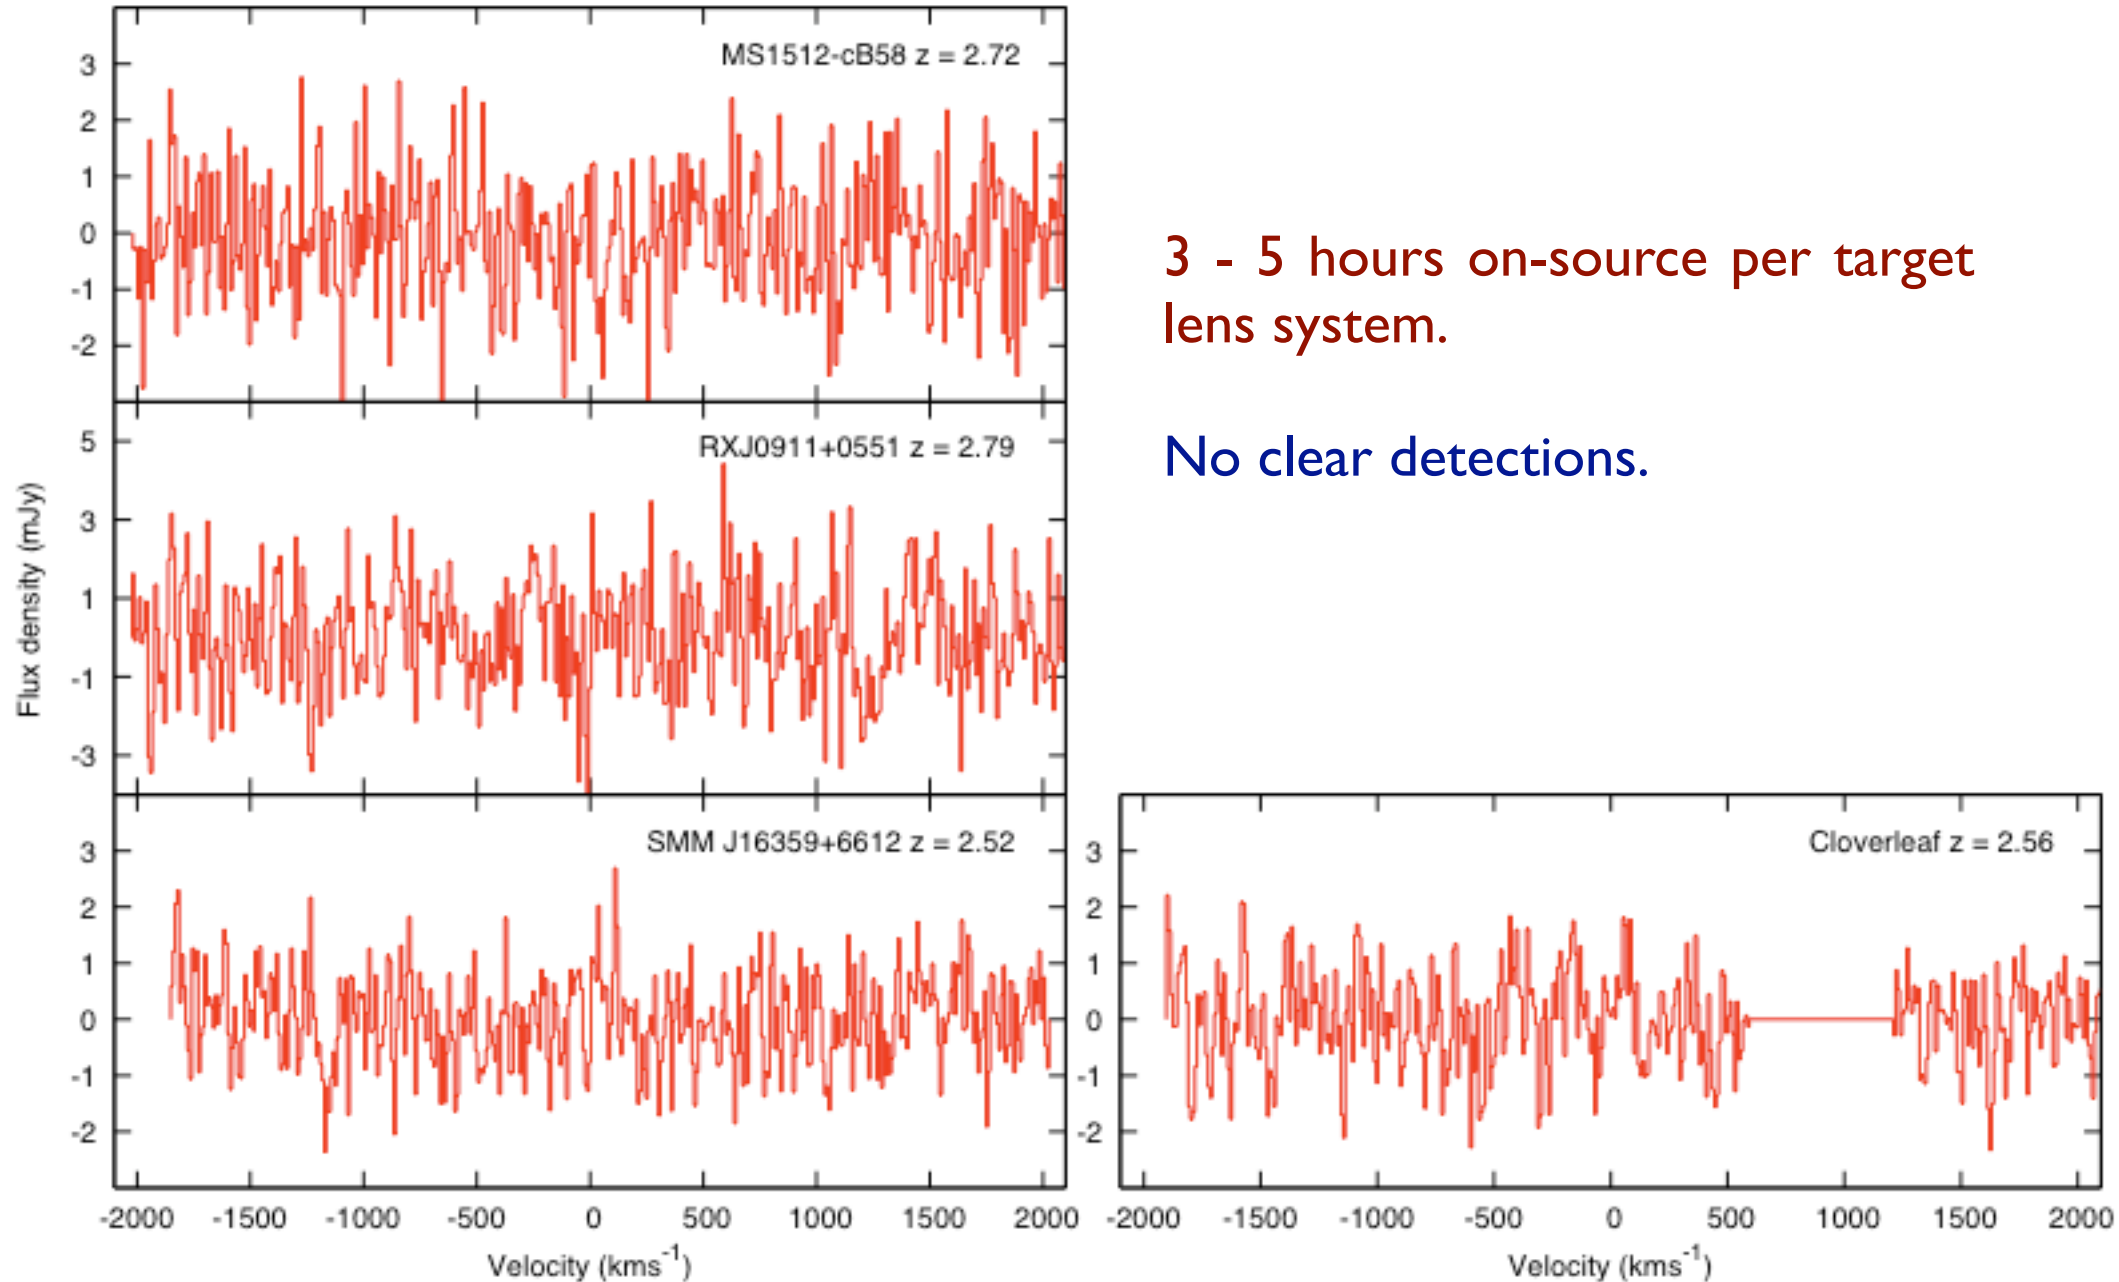 MS1512-cB58 z = 2.72
3
2
1
0
-1
-2
RXJ0911+0551 z = 2.79
5
3
1
-1
-3
Flux density (mJy)
SMM J16359+6612 z = 2.52
3
2
1
0
-1
-2
-2000 -1500 -1000 -500 0 500 1000 1500 2000
Velocity (kms⁻¹)
3 - 5 hours on-source per target
lens system.
No clear detections.
Cloverleaf z = 2.56
3
2
1
0
-1
-2
-2000 -1500 -1000 -500 0 500 1000 1500 2000
Velocity (kms⁻¹)